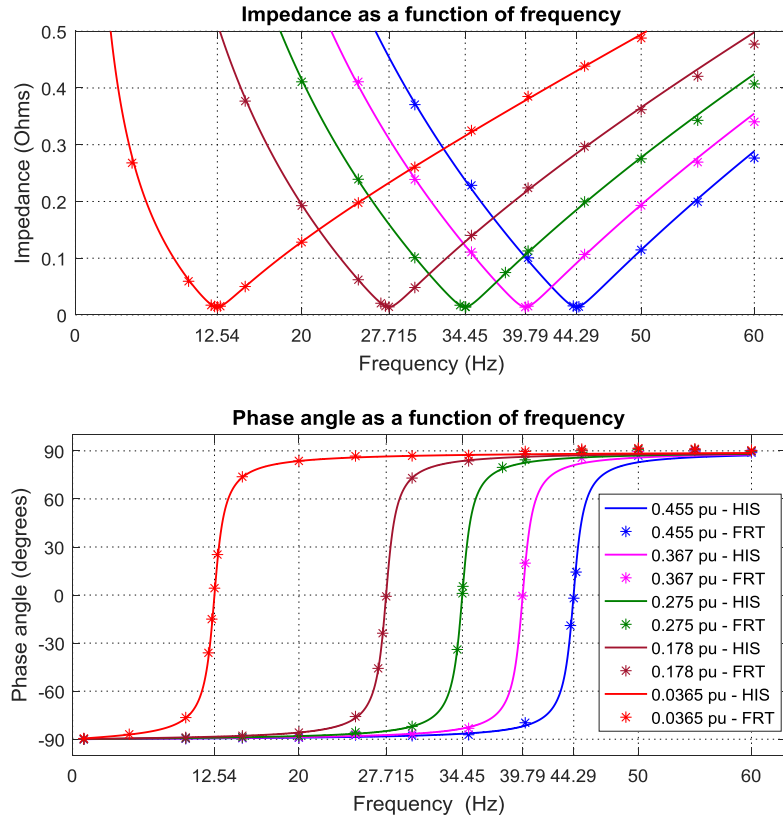 Impedance as a function of frequency
0.5
0.4
0.3
0.2
0.1
0
Impedance (Ohms)
0 12.54 20 27.715 34.45 39.79 44.29 50 60
Frequency (Hz)
Phase angle as a function of frequency
90
60
30
0
-30
-60
-90
Phase angle (degrees)
0.455 pu - HIS
0.455 pu - FRT
0.367 pu - HIS
0.367 pu - FRT
0.275 pu - HIS
0.275 pu - FRT
0.178 pu - HIS
0.178 pu - FRT
0.0365 pu - HIS
0.0365 pu - FRT
0 12.54 20 27.715 34.45 39.79 44.29 50 60
Frequency (Hz)